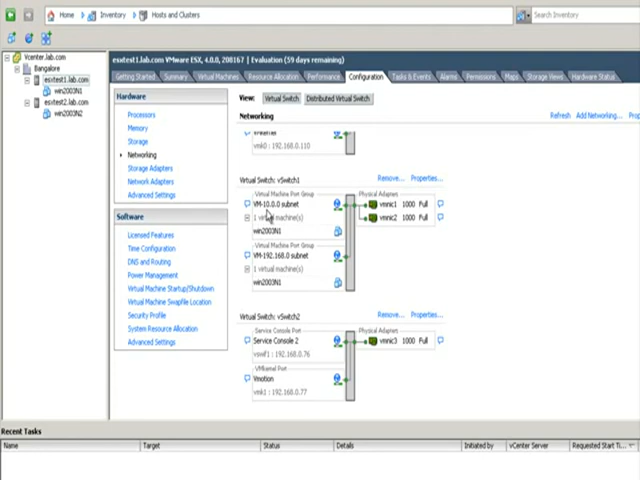 Home Inventory Hosts and Clusters
Search Inventory
Vcenter.lab.com
Bangalore
esxtest1.lab.com
win2003N1
esxtest2.lab.com
win2003N2
esxtest1.lab.com VMware ESX, 4.0.0, 208167 | Evaluation (59 days remaining)
Getting Started Summary Virtual Machines Resource Allocation Performance Configuration Tasks & Events Alarms Permissions Maps Storage Views Hardware Status
Hardware
Processors
Memory
Storage
Networking
Storage Adapters
Network Adapters
Advanced Settings
Software
Licensed Features
Time Configuration
DNS and Routing
Power Management
Virtual Machine Startup/Shutdown
Virtual Machine Swapfile Location
Security Profile
System Resource Allocation
Advanced Settings
View: Virtual Switch Distributed Virtual Switch
Networking
Refresh Add Networking...
vmk0 : 192.168.0.110
Virtual Switch: vSwitch1 Remove... Properties...
Virtual Machine Port Group Physical Adapters
VM-10.0.0 subnet vmnic1 1000 Full
1 virtual machine(s) vmnic2 1000 Full
win2003N1
Virtual Machine Port Group
VM-192.168.0 subnet
1 virtual machine(s)
win2003N1
Virtual Switch: vSwitch2 Remove... Properties...
Service Console Port Physical Adapters
Service Console 2 vmnic3 1000 Full
vswif1 : 192.168.0.76
VMkernel Port
Vmotion
vmk1 : 192.168.0.77
Recent Tasks
Name Target Status Details Initiated by vCenter Server Requested Start Ti...